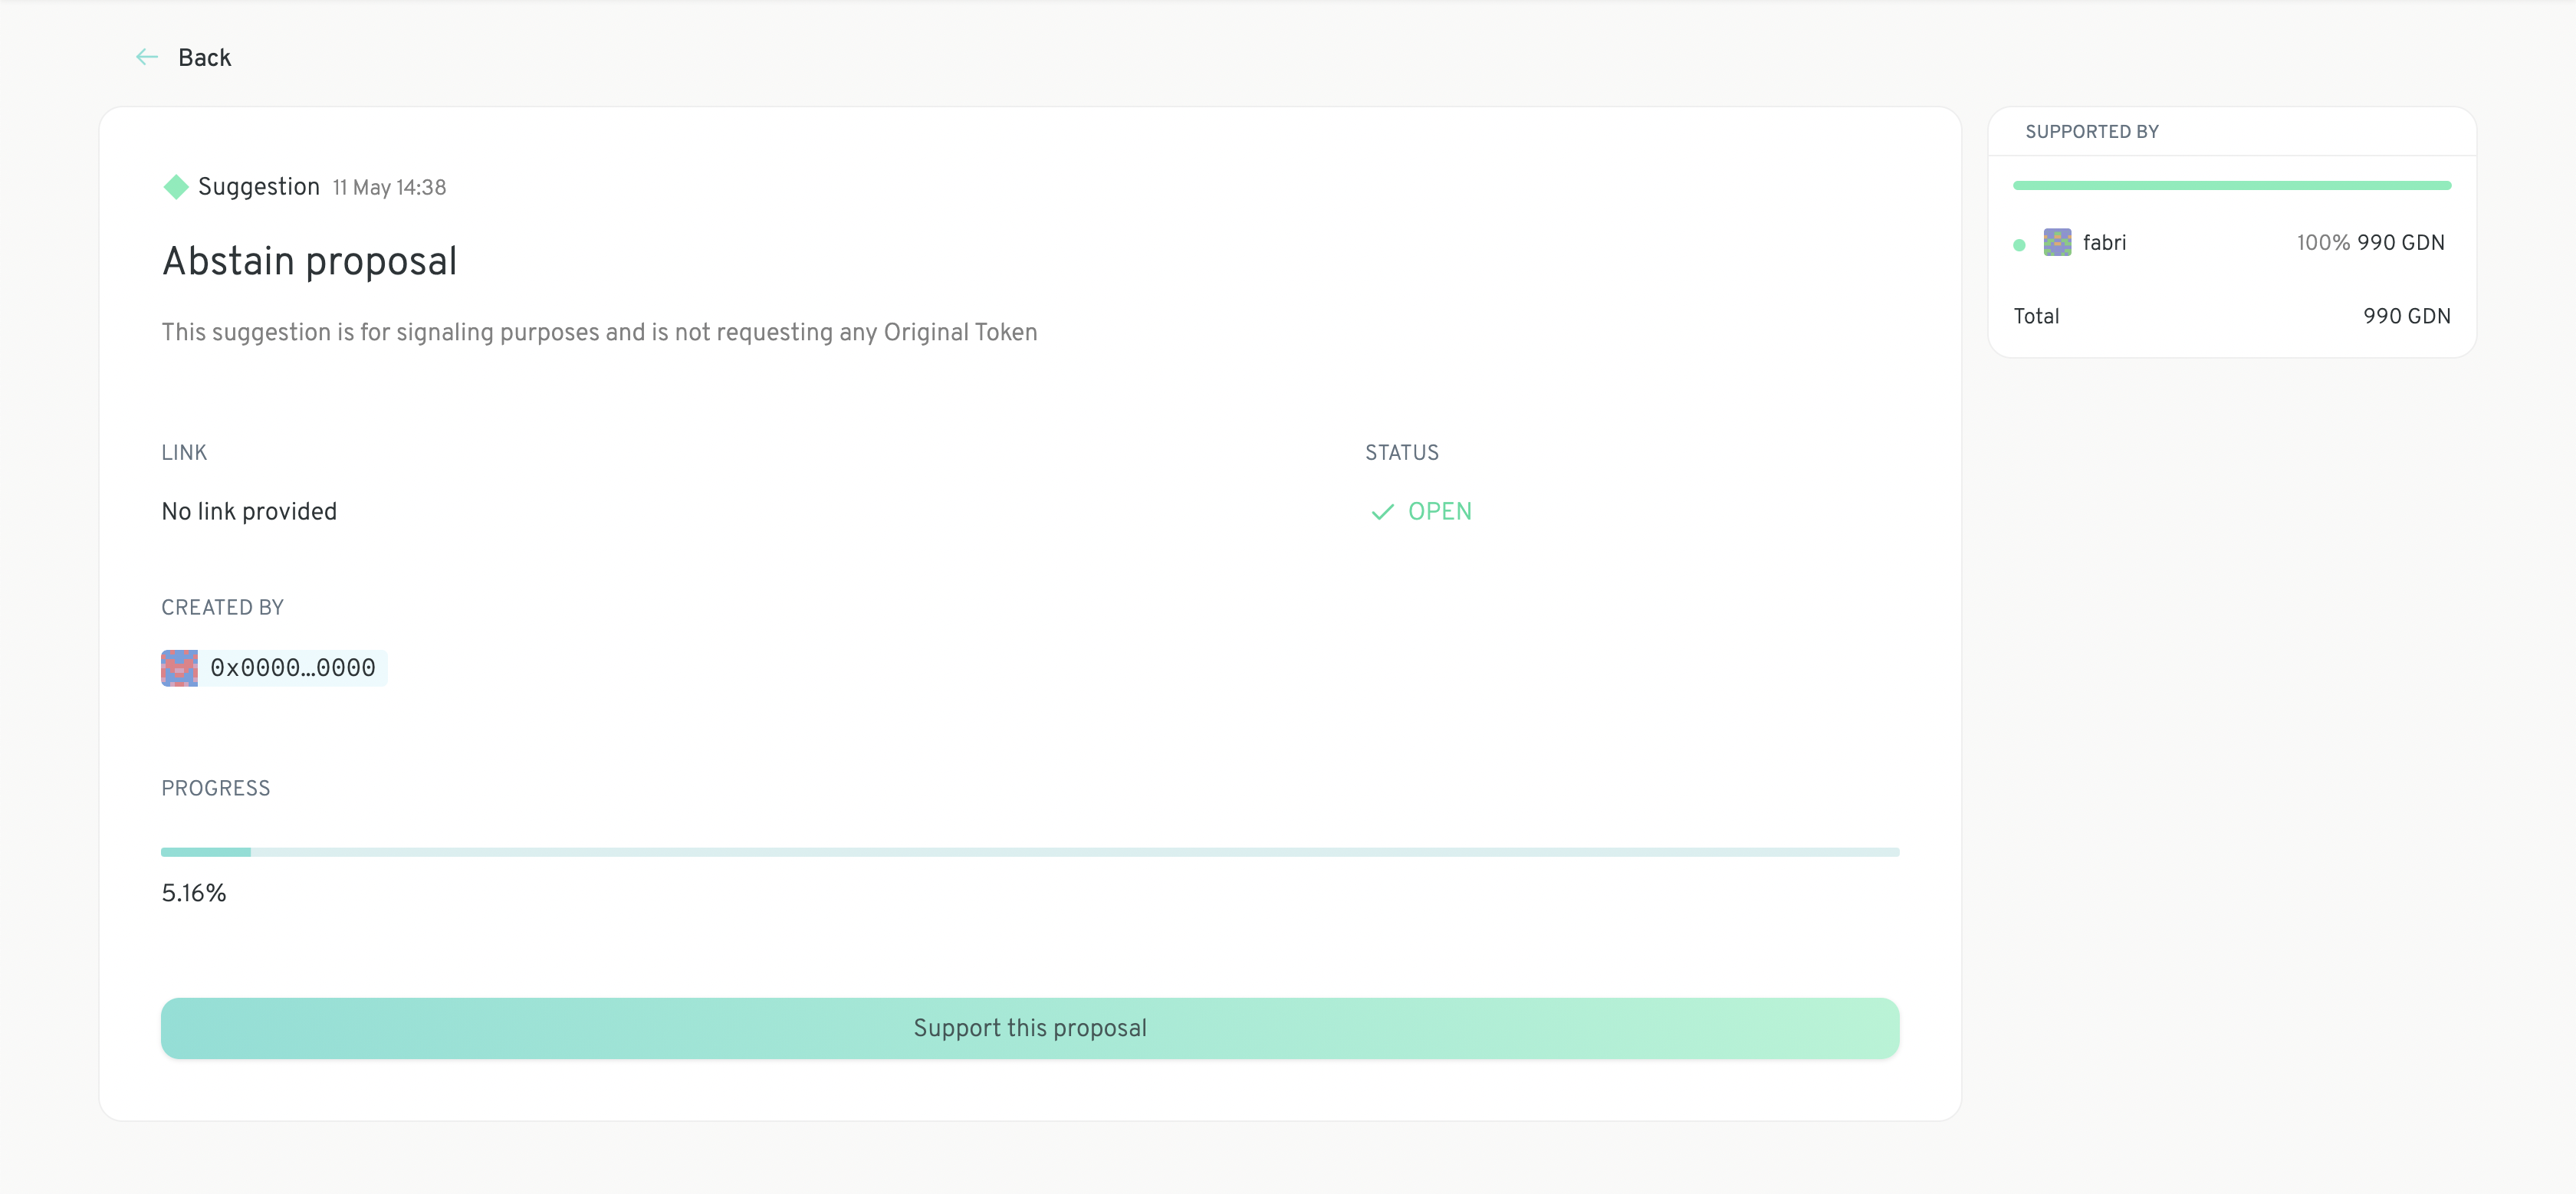 Back
Suggestion 11 May 14:38
Abstain proposal
This suggestion is for signaling purposes and is not requesting any Original Token
LINK
No link provided
STATUS
OPEN
CREATED BY
0x0000…0000
PROGRESS
5.16%
Support this proposal
SUPPORTED BY
fabri 100% 990 GDN
Total 990 GDN